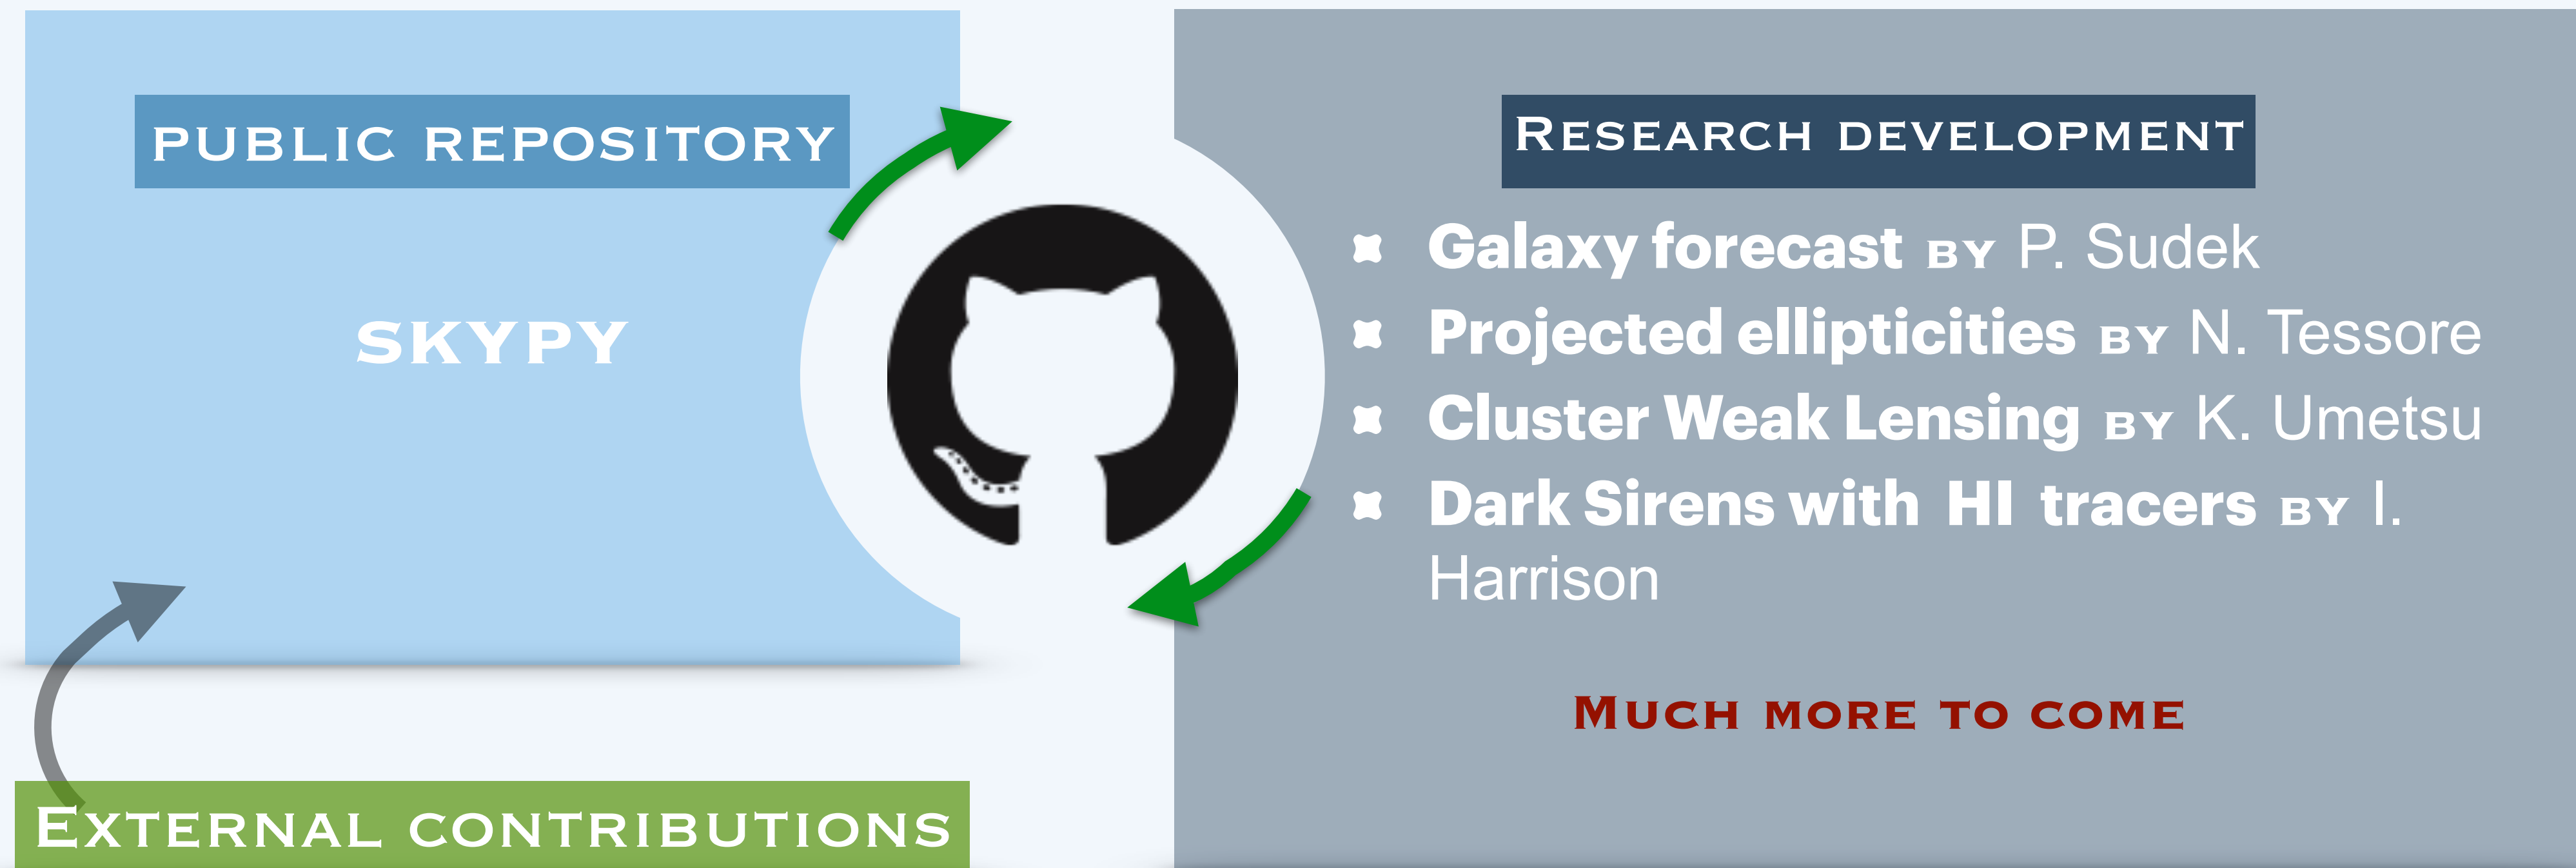 PUBLIC REPOSITORY
SKYPY
EXTERNAL CONTRIBUTIONS
RESEARCH DEVELOPMENT
Galaxy forecast BY P. Sudek
Projected ellipticities BY N. Tessore
Cluster Weak Lensing BY K. Umetsu
Dark Sirens with HI tracers BY I.
Harrison
MUCH MORE TO COME